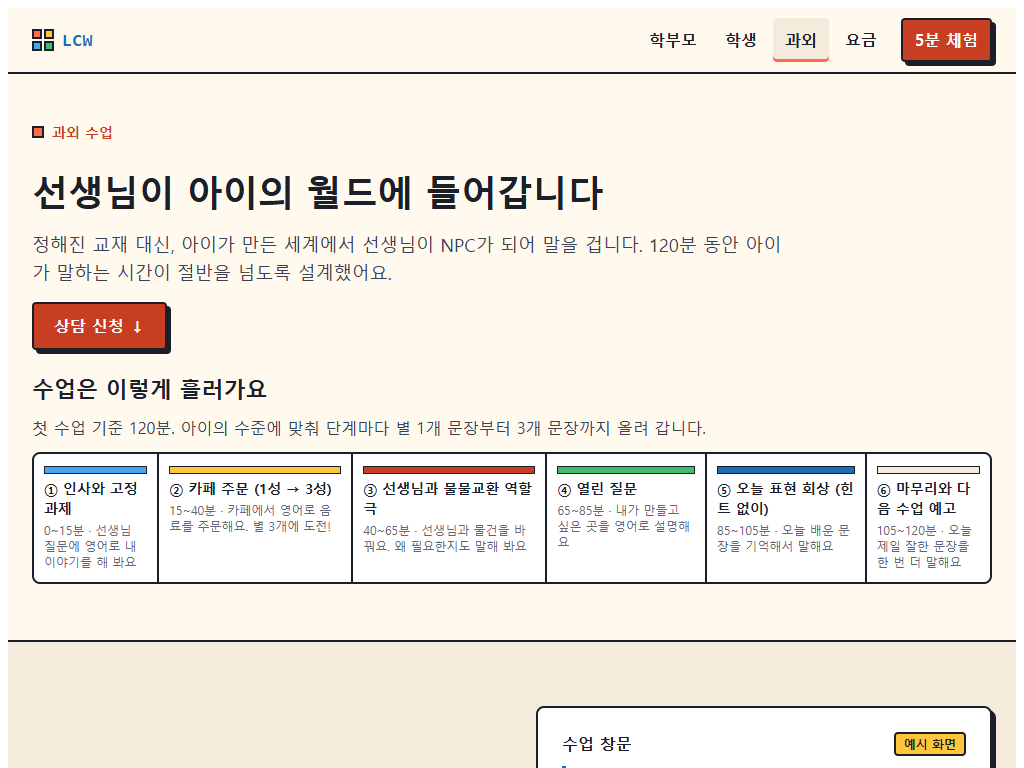 LCW
학부모 학생 과외 요금 5분 체험
과외 수업
선생님이 아이의 월드에 들어갑니다
정해진 교재 대신, 아이가 만든 세계에서 선생님이 NPC가 되어 말을 겁니다. 120분 동안 아이
가 말하는 시간이 절반을 넘도록 설계했어요.
상담 신청 ↓
수업은 이렇게 흘러가요
첫 수업 기준 120분. 아이의 수준에 맞춰 단계마다 별 1개 문장부터 3개 문장까지 올려 갑니다.
① 인사와 고정
과제
0~15분 · 선생님
질문에 영어로 내
이야기를 해 봐요
② 카페 주문 (1성 → 3성)
15~40분 · 카페에서 영어로 음
료를 주문해요. 별 3개에 도전!
③ 선생님과 물물교환 역할
극
40~65분 · 선생님과 물건을 바
꿔요. 왜 필요한지도 말해 봐요
④ 열린 질문
65~85분 · 내가 만들고
싶은 곳을 영어로 설명해
요
⑤ 오늘 표현 회상 (힌
트 없이)
85~105분 · 오늘 배운 문
장을 기억해서 말해요
⑥ 마무리와 다
음 수업 예고
105~120분 · 오늘
제일 잘한 문장을
한 번 더 말해요
수업 창문
예시 화면